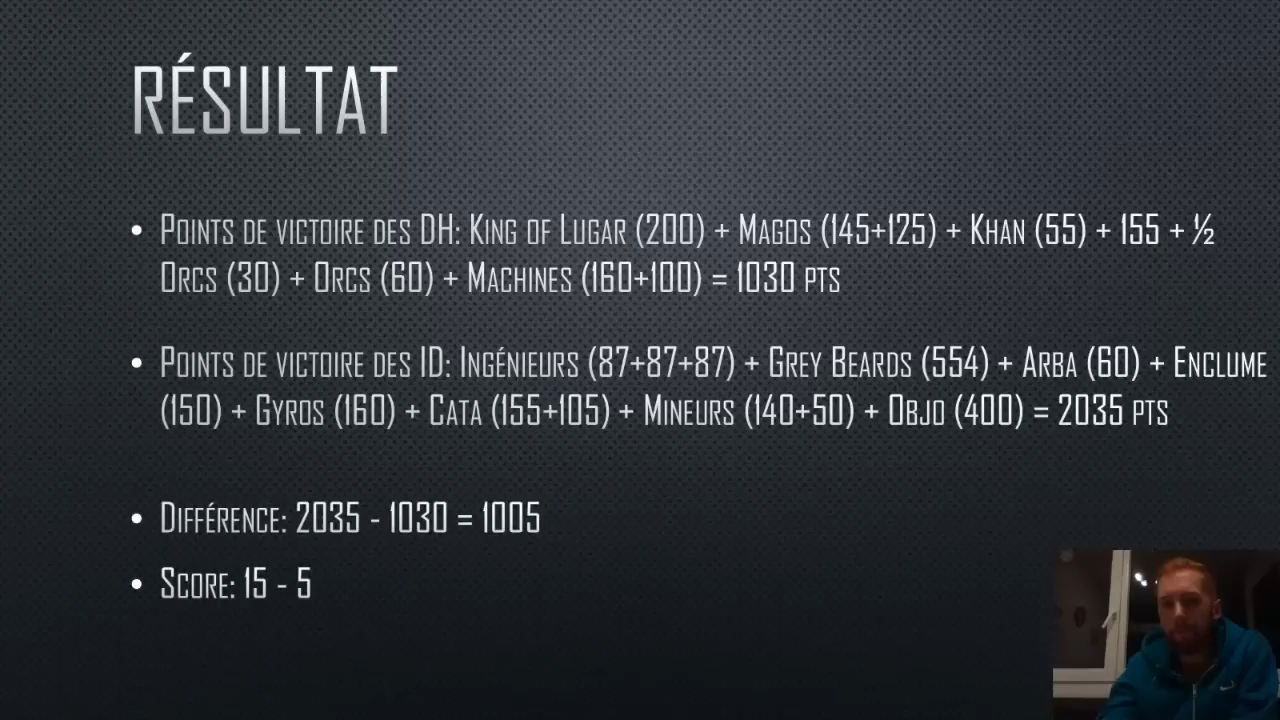 RÉSULTAT
• Points de victoire des DH: King of Lugar (200) + Magos (145+125) + Khan (55) + 155 + ½
Orcs (30) + Orcs (60) + Machines (160+100) = 1030 pts
• Points de victoire des ID: Ingénieurs (87+87+87) + Grey Beards (554) + Arba (60) + Enclume
(150) + Gyros (160) + Cata (155+105) + Mineurs (140+50) + Objo (400) = 2035 pts
• Différence: 2035 - 1030 = 1005
• Score: 15 - 5